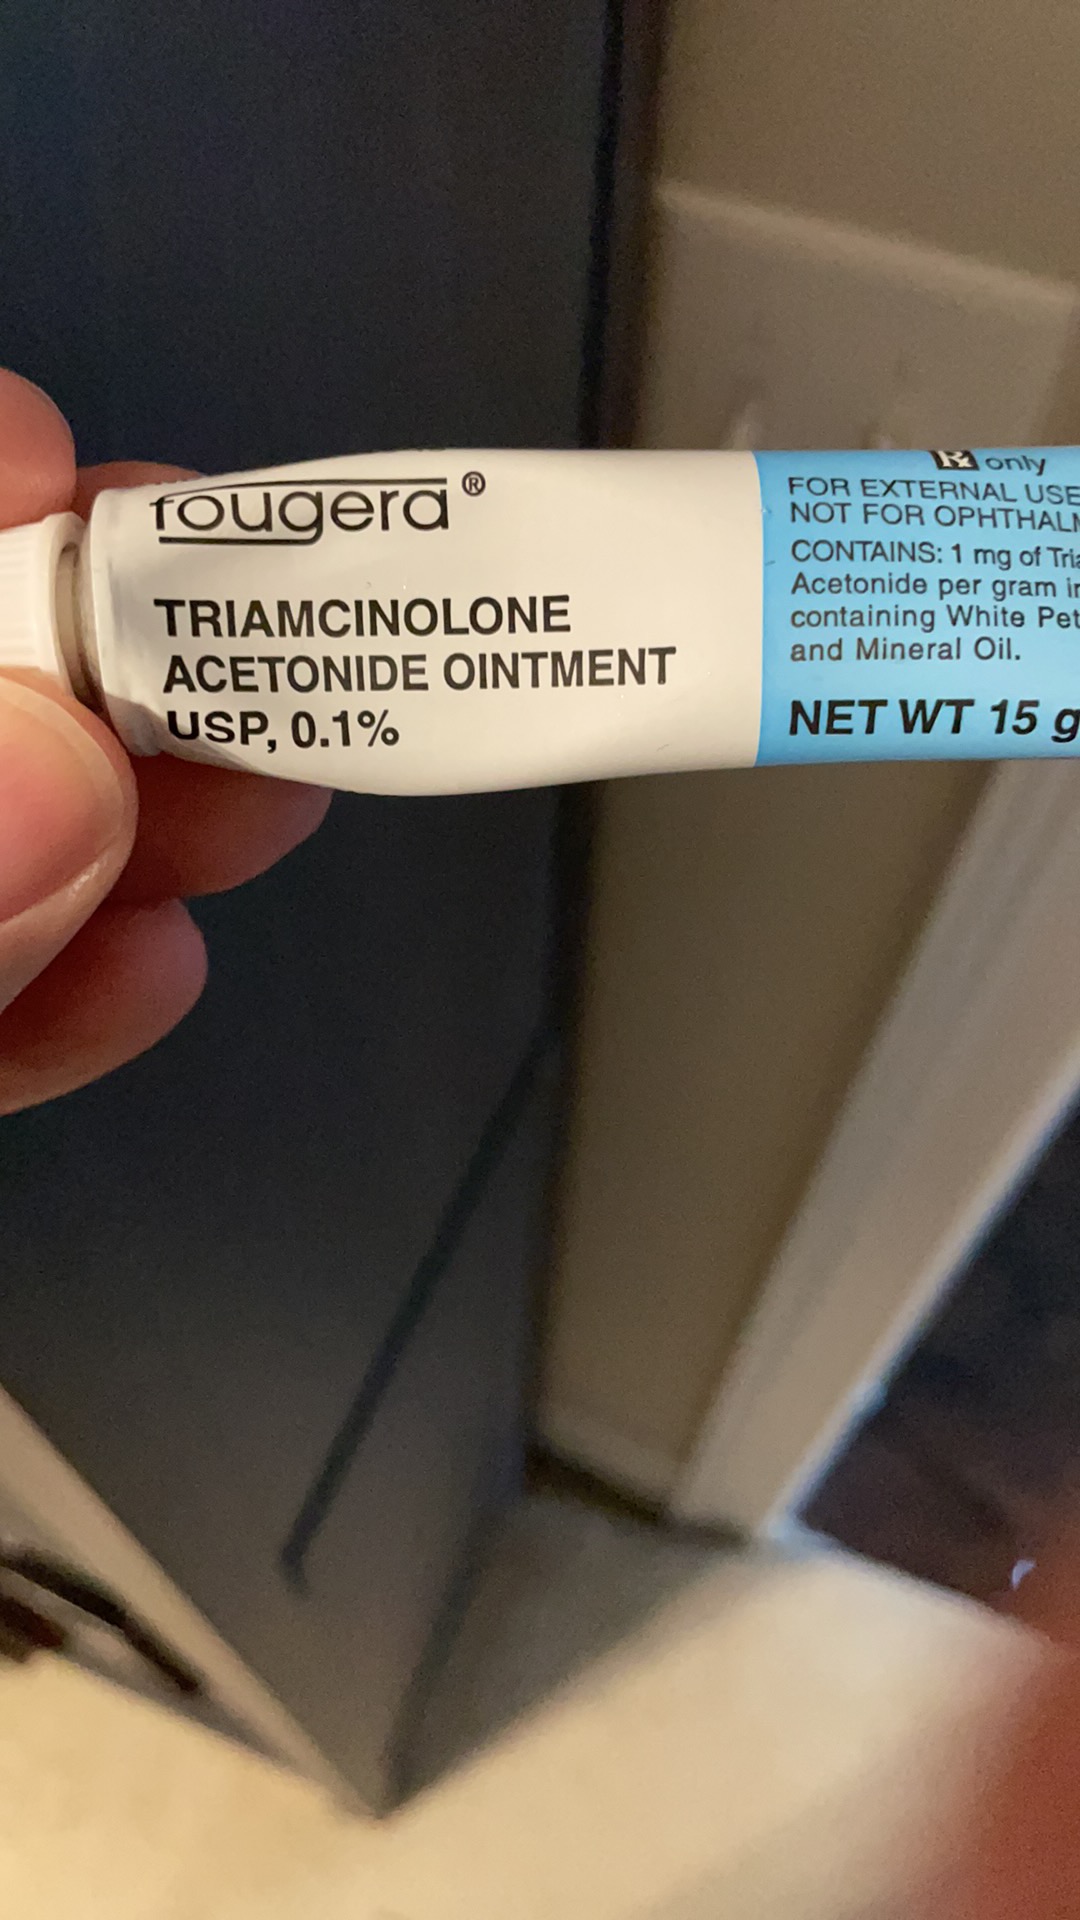 fougera®
TRIAMCINOLONE
ACETONIDE OINTMENT
USP, 0.1%
Rx only
FOR EXTERNAL USE
NOT FOR
CONTAINS: 1 mg of
Acetonide per gram
containing White
and Mineral Oil.
NET WT 15 g